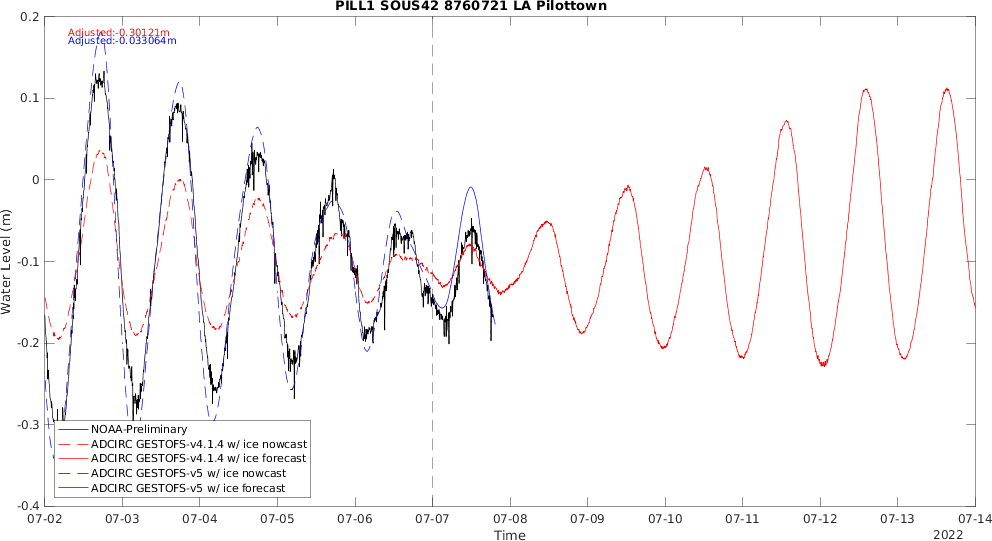 PILL1 SOUS42 8760721 LA Pilottown
Adjusted:-0.30121m
Adjusted:-0.033064m
Water Level (m)
0.2
0.1
0
-0.1
-0.2
-0.3
-0.4
NOAA-Preliminary
ADCIRC GESTOFS-v4.1.4 w/ ice nowcast
ADCIRC GESTOFS-v4.1.4 w/ ice forecast
ADCIRC GESTOFS-v5 w/ ice nowcast
ADCIRC GESTOFS-v5 w/ ice forecast
07-02 07-03 07-04 07-05 07-06 07-07 07-08 07-09 07-10 07-11 07-12 07-13 07-14
Time
2022